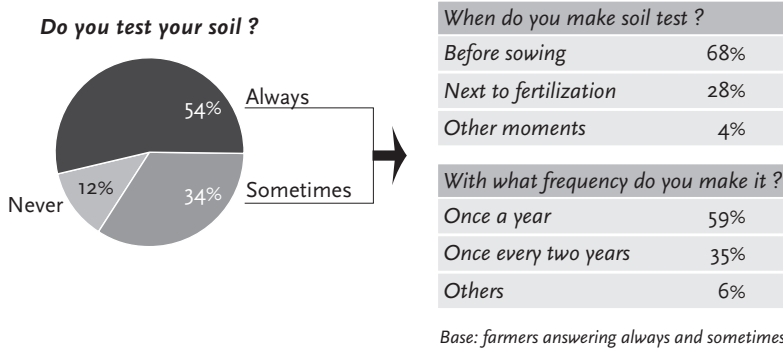 Do you test your soil ?
54%
Always
12%
Never
34%
Sometimes
When do you make soil test ?
Before sowing 68%
Next to fertilization 28%
Other moments 4%
With what frequency do you make it ?
Once a year 59%
Once every two years 35%
Others 6%
Base: farmers answering always and sometimes